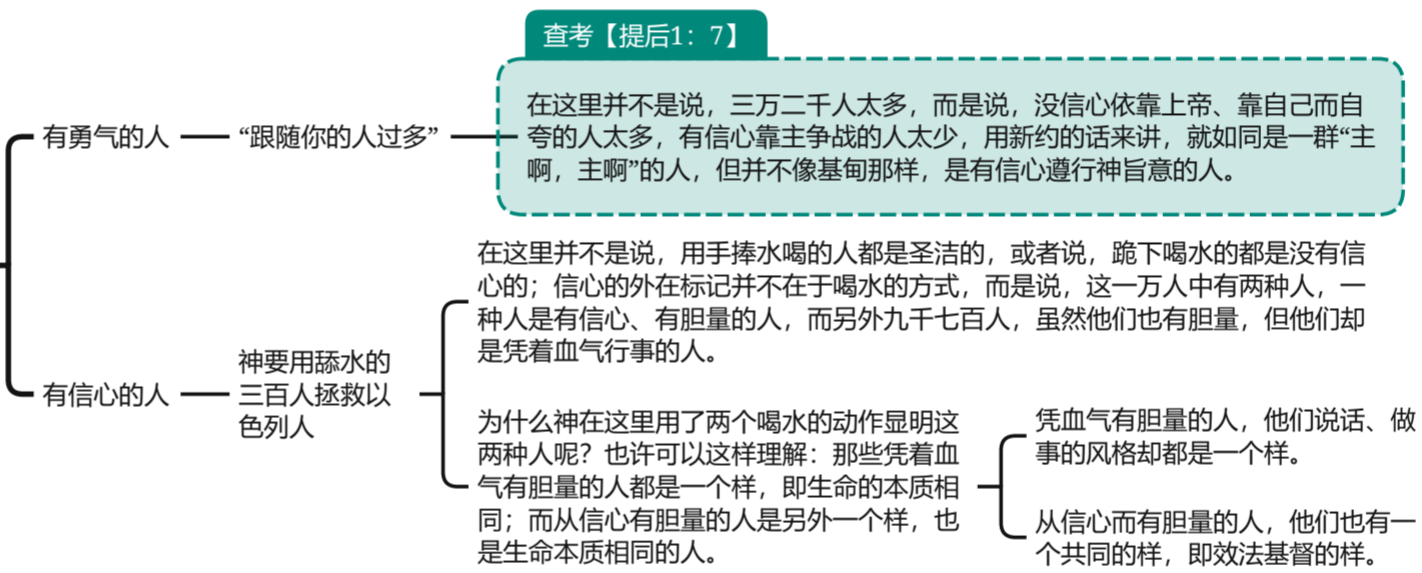 查考【提后1：7】
有勇气的人
“跟随你的人过多”
在这里并不是说，三万二千人太多，而是说，没信心依靠上帝、靠自己而自
夸的人太多，有信心靠主争战的人太少，用新约的话来讲，就如同是一群“主
啊，主啊”的人，但并不像基甸那样，是有信心遵行神旨意的人。
有信心的人
神要用舔水的
三百人拯救以
色列人
在这里并不是说，用手捧水喝的人都是圣洁的，或者说，跪下喝水的都是没有信
心的；信心的外在标记并不在于喝水的方式，而是说，这一万人中有两种人，一
种人是有信心、有胆量的人，而另外九千七百人，虽然他们也有胆量，但他们却
是凭着血气行事的人。
为什么神在这里用了两个喝水的动作显明这
两种人呢？也许可以这样理解：那些凭着血
气有胆量的人都是一个样，即生命的本质相
同；而从信心有胆量的人是另外一个样，也
是生命本质相同的人。
凭血气有胆量的人，他们说话、做
事的风格却都是一个样。
从信心而有胆量的人，他们也有一
个共同的样，即效法基督的样。